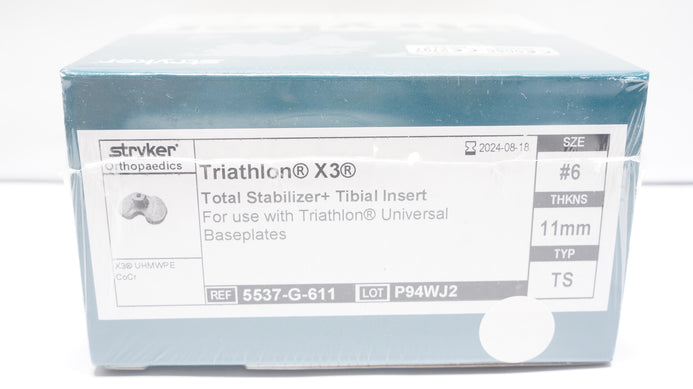 stryker
stryker®
Orthopaedics
Triathlon® X3®
2024-08-18
Total Stabilizer+ Tibial Insert
For use with Triathlon® Universal
Baseplates
X3® UHMWPE
CoCr
REF 5537-G-611 LOT P94WJ2
SZE
#6
THKNS
11mm
TYP
TS